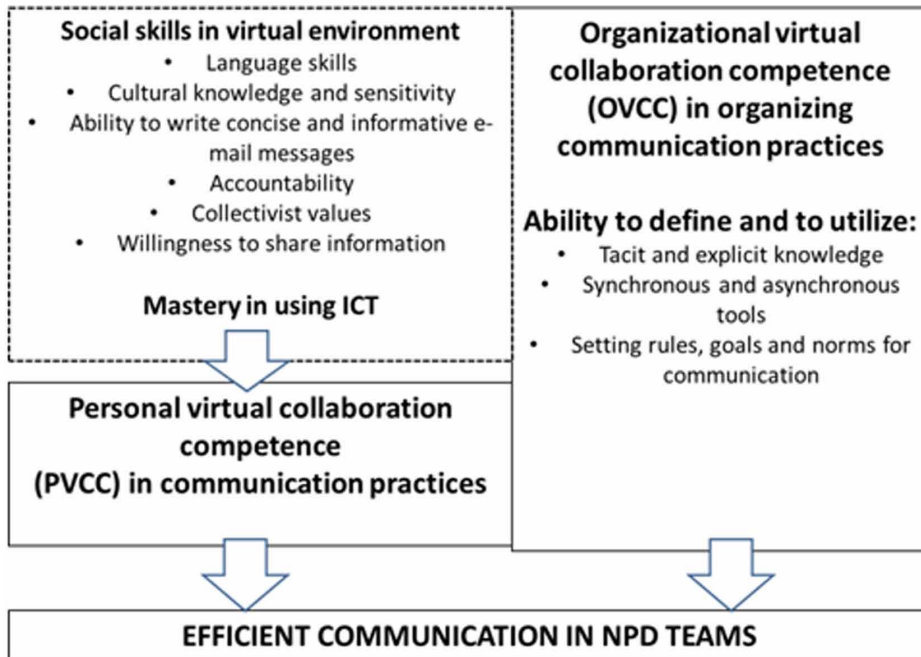 Social skills in virtual environment
• Language skills
• Cultural knowledge and sensitivity
• Ability to write concise and informative e-
mail messages
• Accountability
• Collectivist values
• Willingness to share information
Mastery in using ICT
Personal virtual collaboration
competence
(PVCC) in communication practices
Organizational virtual
collaboration competence
(OVCC) in organizing
communication practices
Ability to define and to utilize:
• Tacit and explicit knowledge
• Synchronous and asynchronous
tools
• Setting rules, goals and norms for
communication
EFFICIENT COMMUNICATION IN NPD TEAMS